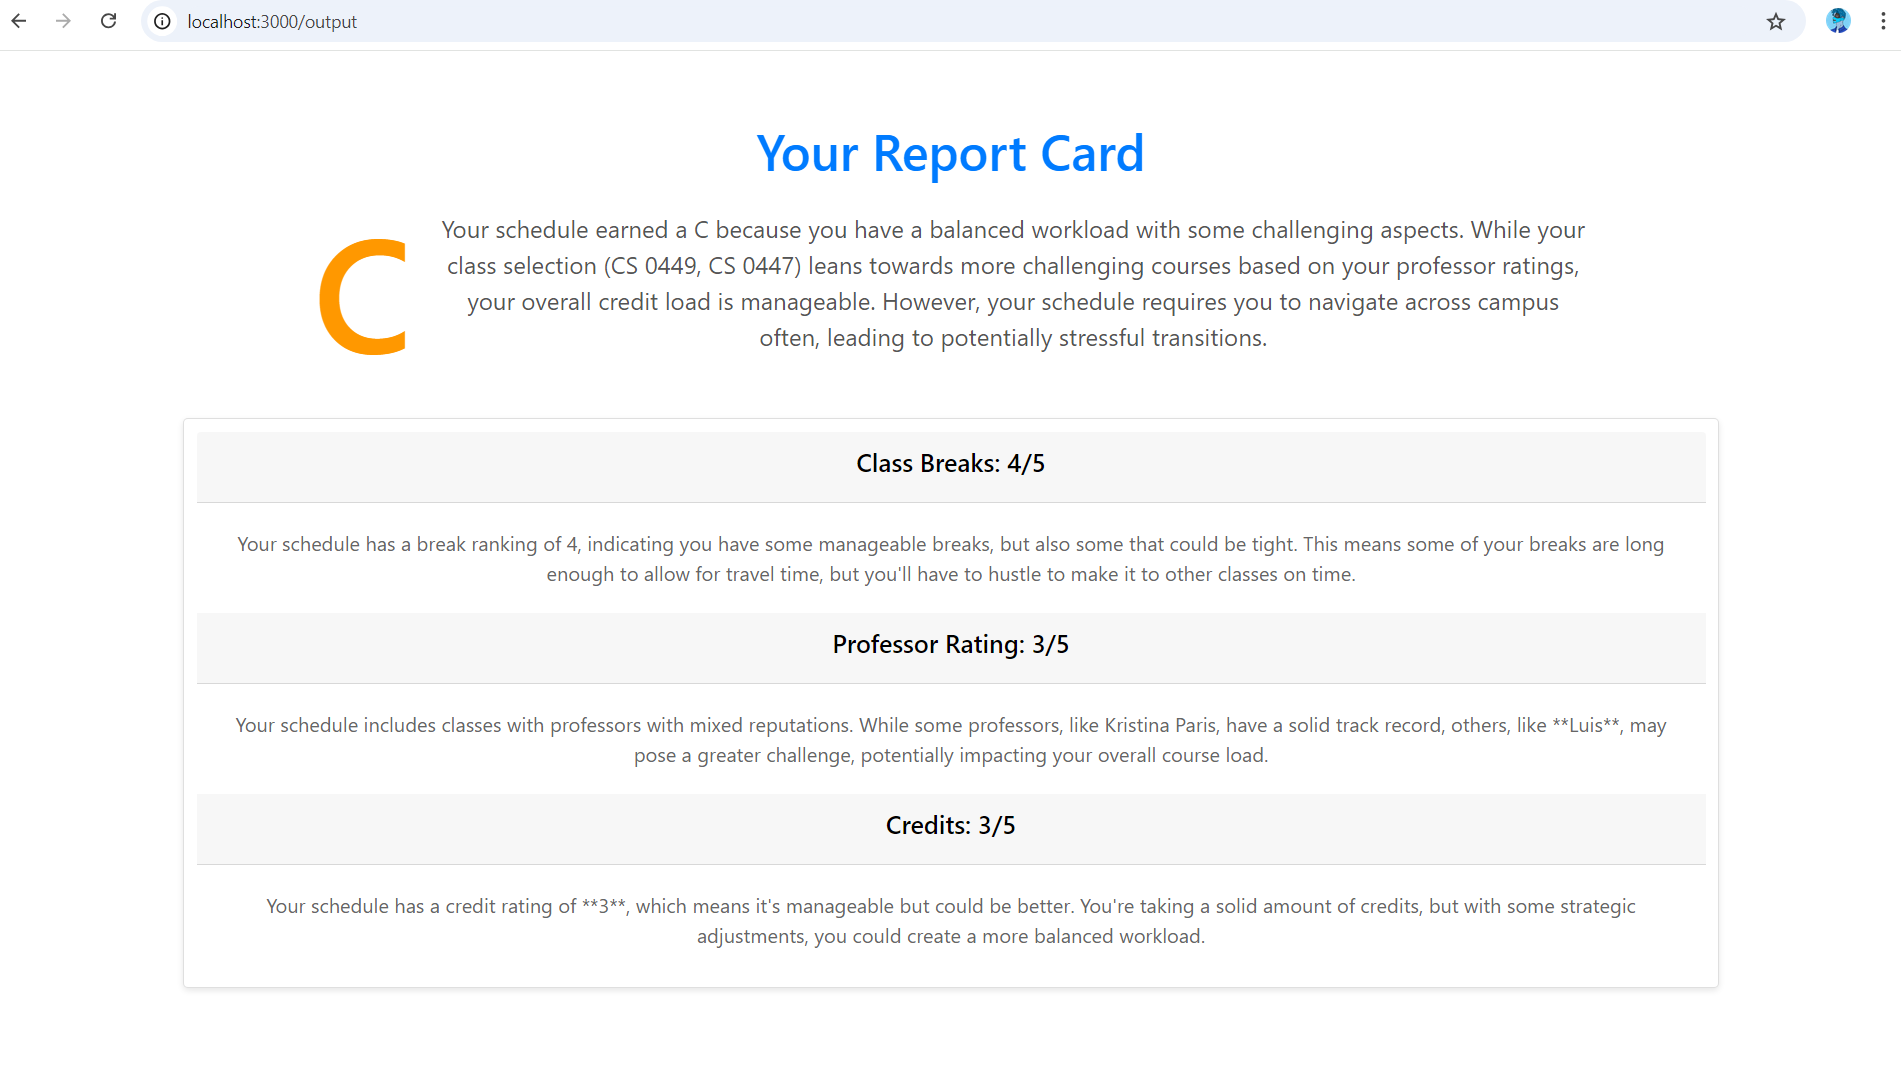 localhost:3000/output
Your Report Card
C
Your schedule earned a C because you have a balanced workload with some challenging aspects. While your
class selection (CS 0449, CS 0447) leans towards more challenging courses based on your professor ratings,
your overall credit load is manageable. However, your schedule requires you to navigate across campus
often, leading to potentially stressful transitions.
Class Breaks: 4/5
Your schedule has a break ranking of 4, indicating you have some manageable breaks, but also some that could be tight. This means some of your breaks are long
enough to allow for travel time, but you'll have to hustle to make it to other classes on time.
Professor Rating: 3/5
Your schedule includes classes with professors with mixed reputations. While some professors, like Kristina Paris, have a solid track record, others, like **Luis**, may
pose a greater challenge, potentially impacting your overall course load.
Credits: 3/5
Your schedule has a credit rating of **3**, which means it's manageable but could be better. You're taking a solid amount of credits, but with some strategic
adjustments, you could create a more balanced workload.